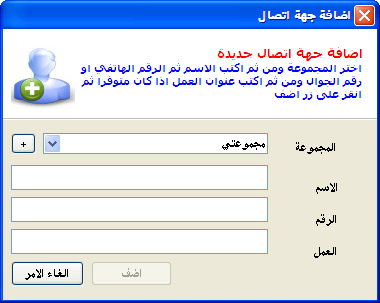 اضافة جهة اتصال
اضافة جهة اتصال جديدة
اختر المجموعة ومن ثم اكتب الاسم ثم الرقم الهاتفي او
رقم الجوال ومن ثم اكتب عنوان العمل اذا كان متوفرا ثم
انقر على زر اضف
المجموعة
مجموعتي
+
الاسم
الرقم
العمل
اضف
الغاء الامر